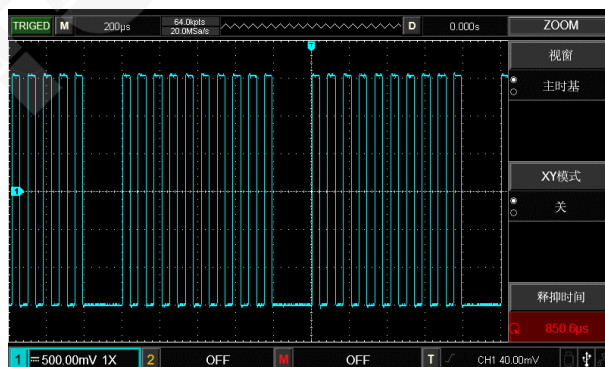 TRIGED M 200μs 64.0kpts D 0.000s ZOOM
20.0MSa/s
T
视窗
主时基
1
XY模式
关
释抑时间
850.6μs
1 500.00mV 1X 2 OFF M OFF T CH1 40.00mV